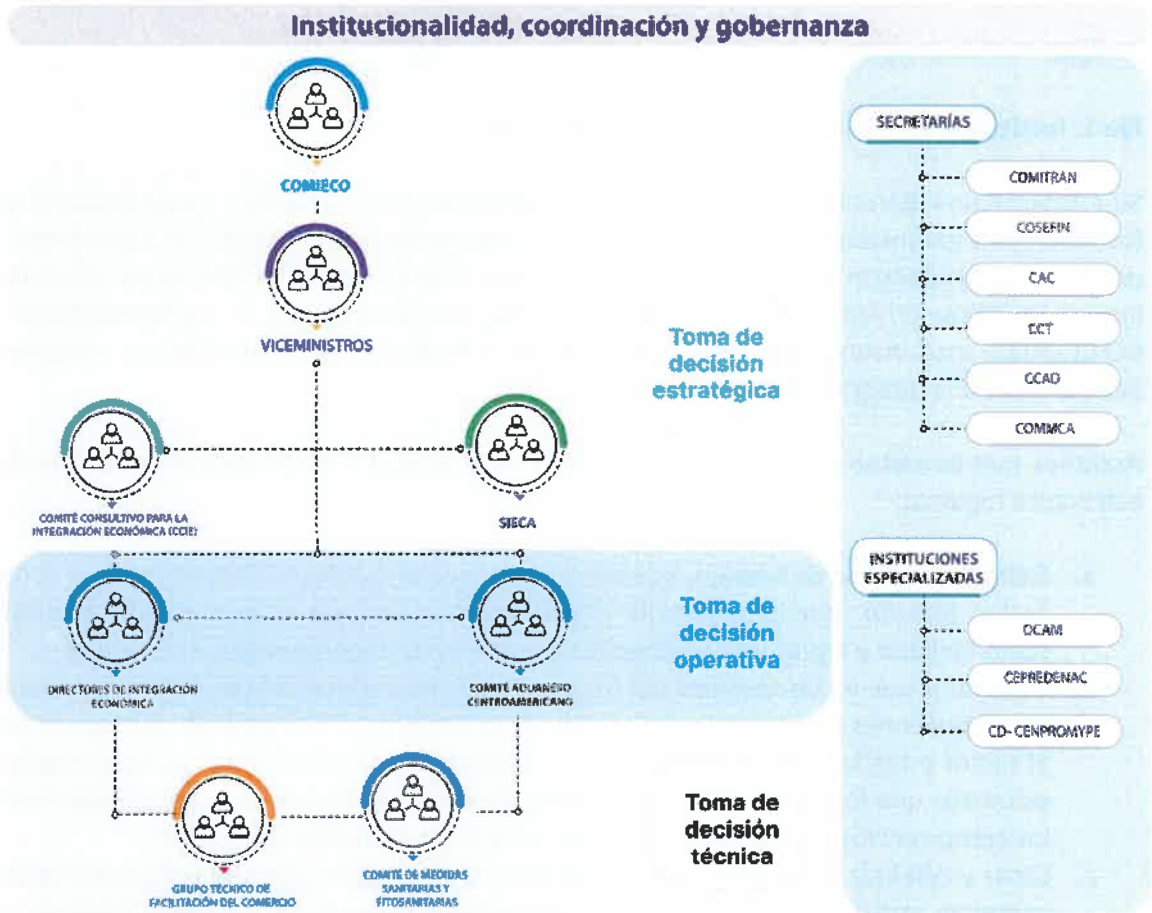 Institucionalidad, coordinación y gobernanza
COMIECO
VICEMINISTROS
Toma de
decisión
estratégica
COMITÉ CONSULTIVO PARA LA
INTEGRACIÓN ECONÓMICA (CCIE)
SIECA
Toma de
decisión
operativa
DIRECTORES DE INTEGRACIÓN
ECONÓMICA
COMITÉ ADUANERO
CENTROAMERICANO
Toma de
decisión
técnica
GRUPO TÉCNICO DE
FACILITACIÓN DEL COMERCIO
COMITÉ DE MEDIDAS
SANITARIAS Y
FITOSANITARIAS
SECRETARÍAS
COMITRAN
COSEFIN
CAC
CCAD
COMMCA
INSTITUCIONES
ESPECIALIZADAS
OCAM
CEPREDENAC
CD- CENPROMYPE